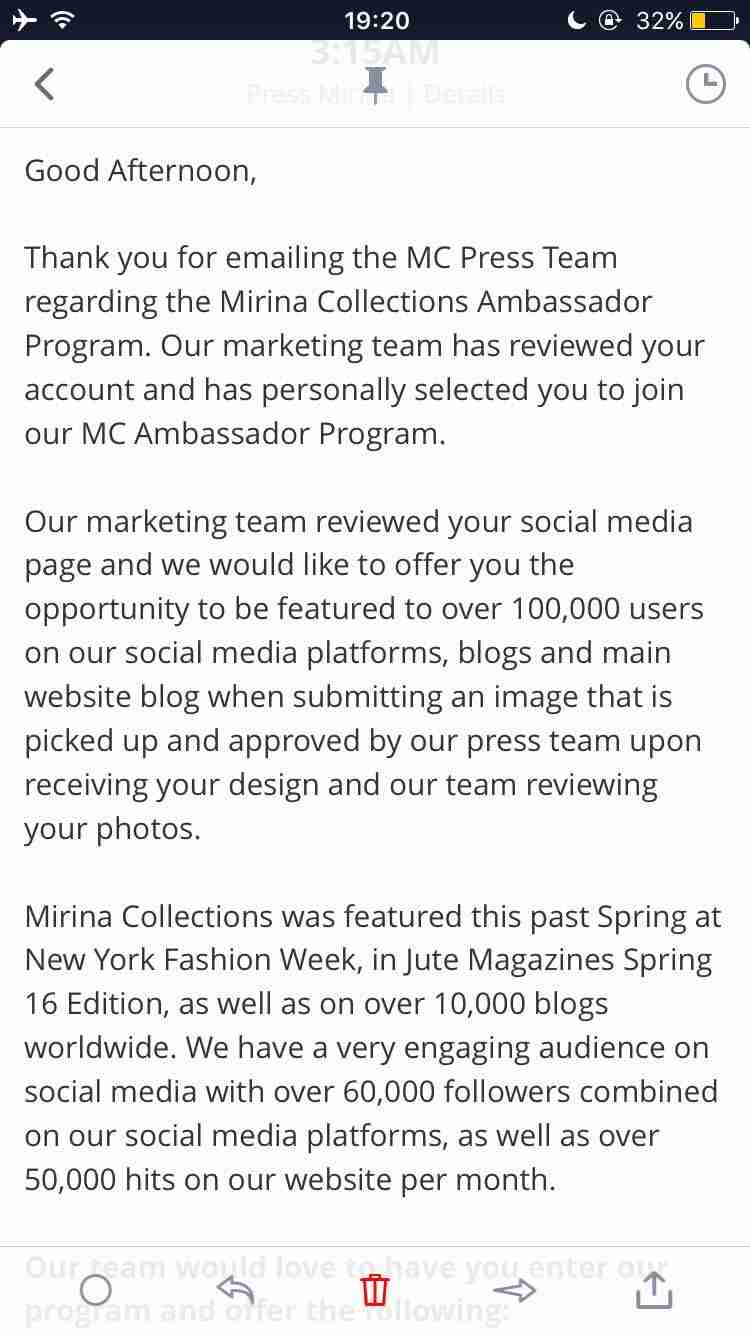 19:20
32%
3:15AM
Press Mirina | Details
Good Afternoon,
Thank you for emailing the MC Press Team
regarding the Mirina Collections Ambassador
Program. Our marketing team has reviewed your
account and has personally selected you to join
our MC Ambassador Program.
Our marketing team reviewed your social media
page and we would like to offer you the
opportunity to be featured to over 100,000 users
on our social media platforms, blogs and main
website blog when submitting an image that is
picked up and approved by our press team upon
receiving your design and our team reviewing
your photos.
Mirina Collections was featured this past Spring at
New York Fashion Week, in Jute Magazines Spring
16 Edition, as well as on over 10,000 blogs
worldwide. We have a very engaging audience on
social media with over 60,000 followers combined
on our social media platforms, as well as over
50,000 hits on our website per month.
Our team would love to have you enter our
program and offer the following: